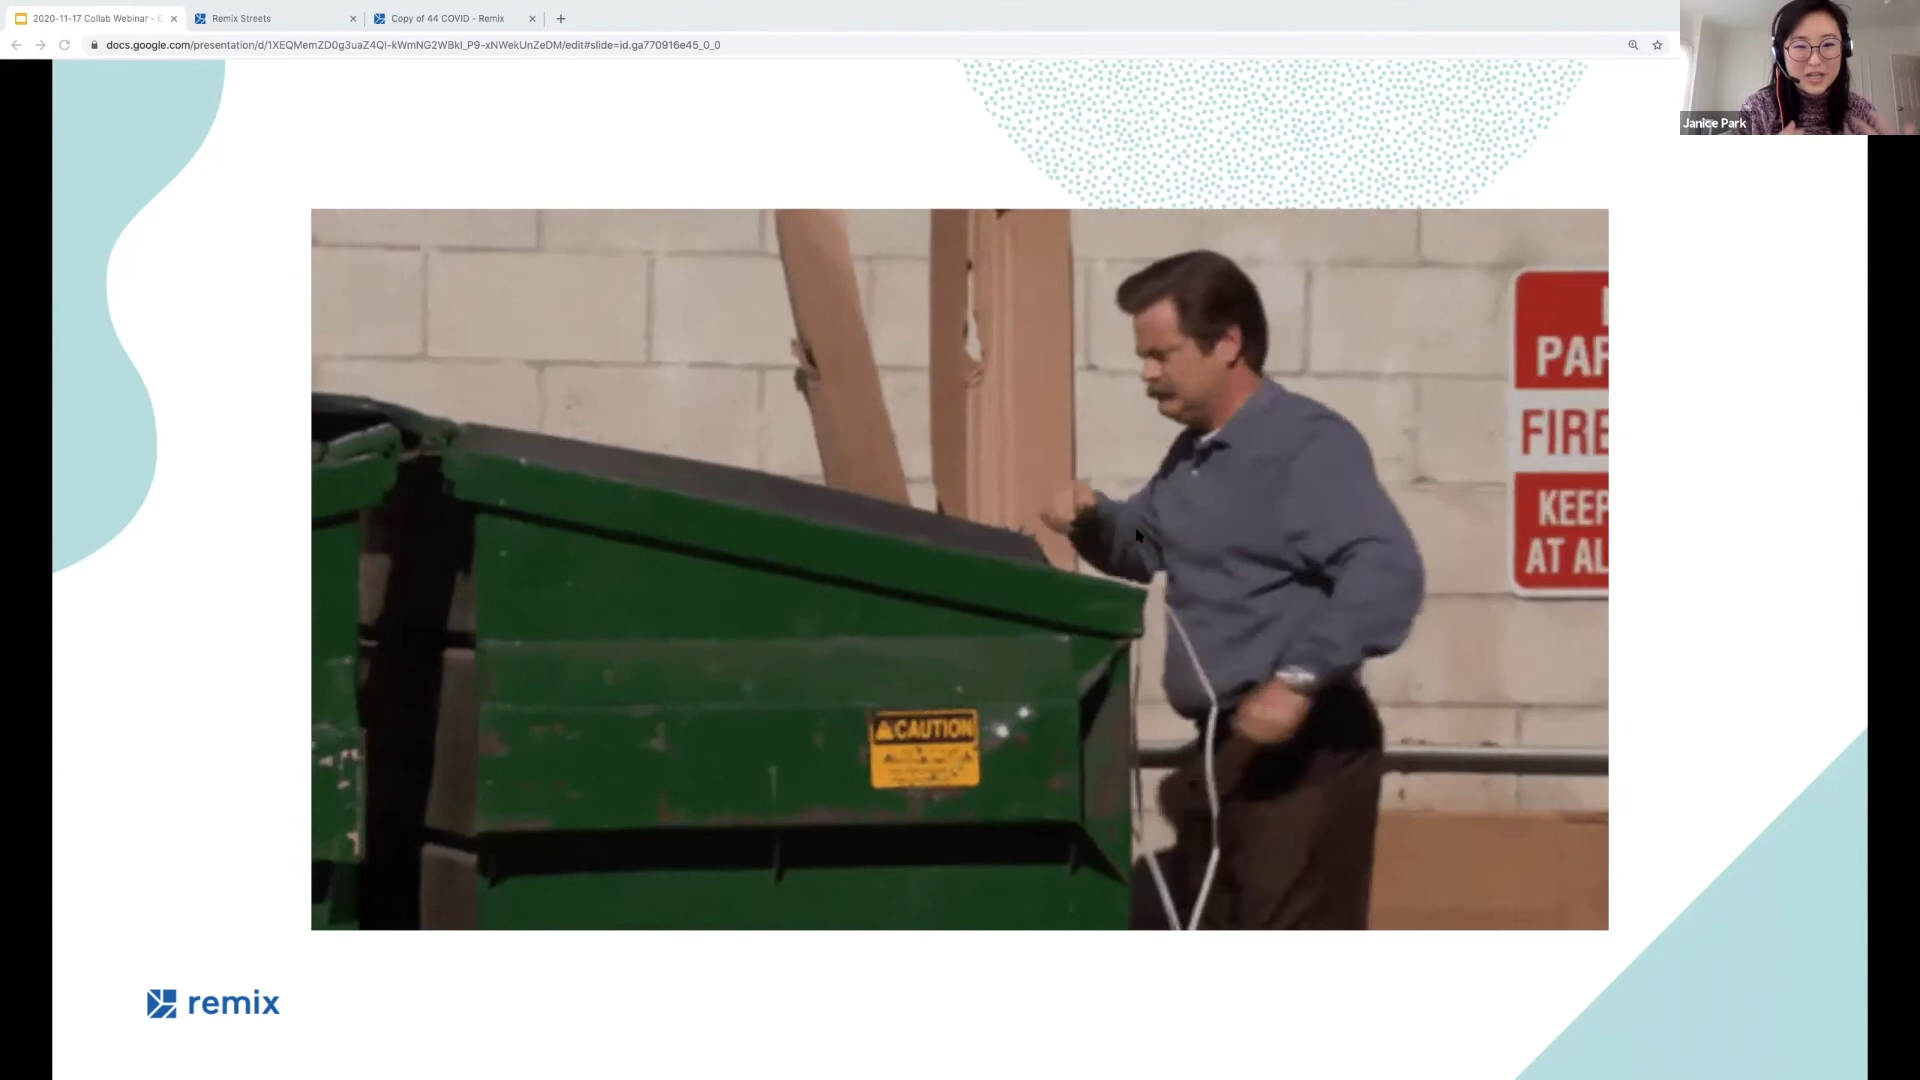 2020-11-17 Collab Webinar - G
Remix Streets
Copy of 44 COVID - Remix
docs.google.com/presentation/d/1XEQMemZD0g3uaZ4QI-kWmNG2WBkI_P9-xNWekUnZeDM/edit#slide=id.ga770916e45_0_0
Janice Park
PAR
FIRE
KEEP
AT AL
CAUTION
remix